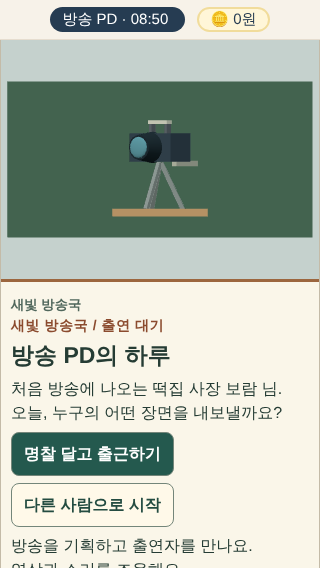 방송 PD · 08:50
0원
새빛 방송국
새빛 방송국 / 출연 대기
방송 PD의 하루
처음 방송에 나오는 떡집 사장 보람 님.
오늘, 누구의 어떤 장면을 내보낼까요?
명찰 달고 출근하기
다른 사람으로 시작
방송을 기획하고 출연자를 만나요.